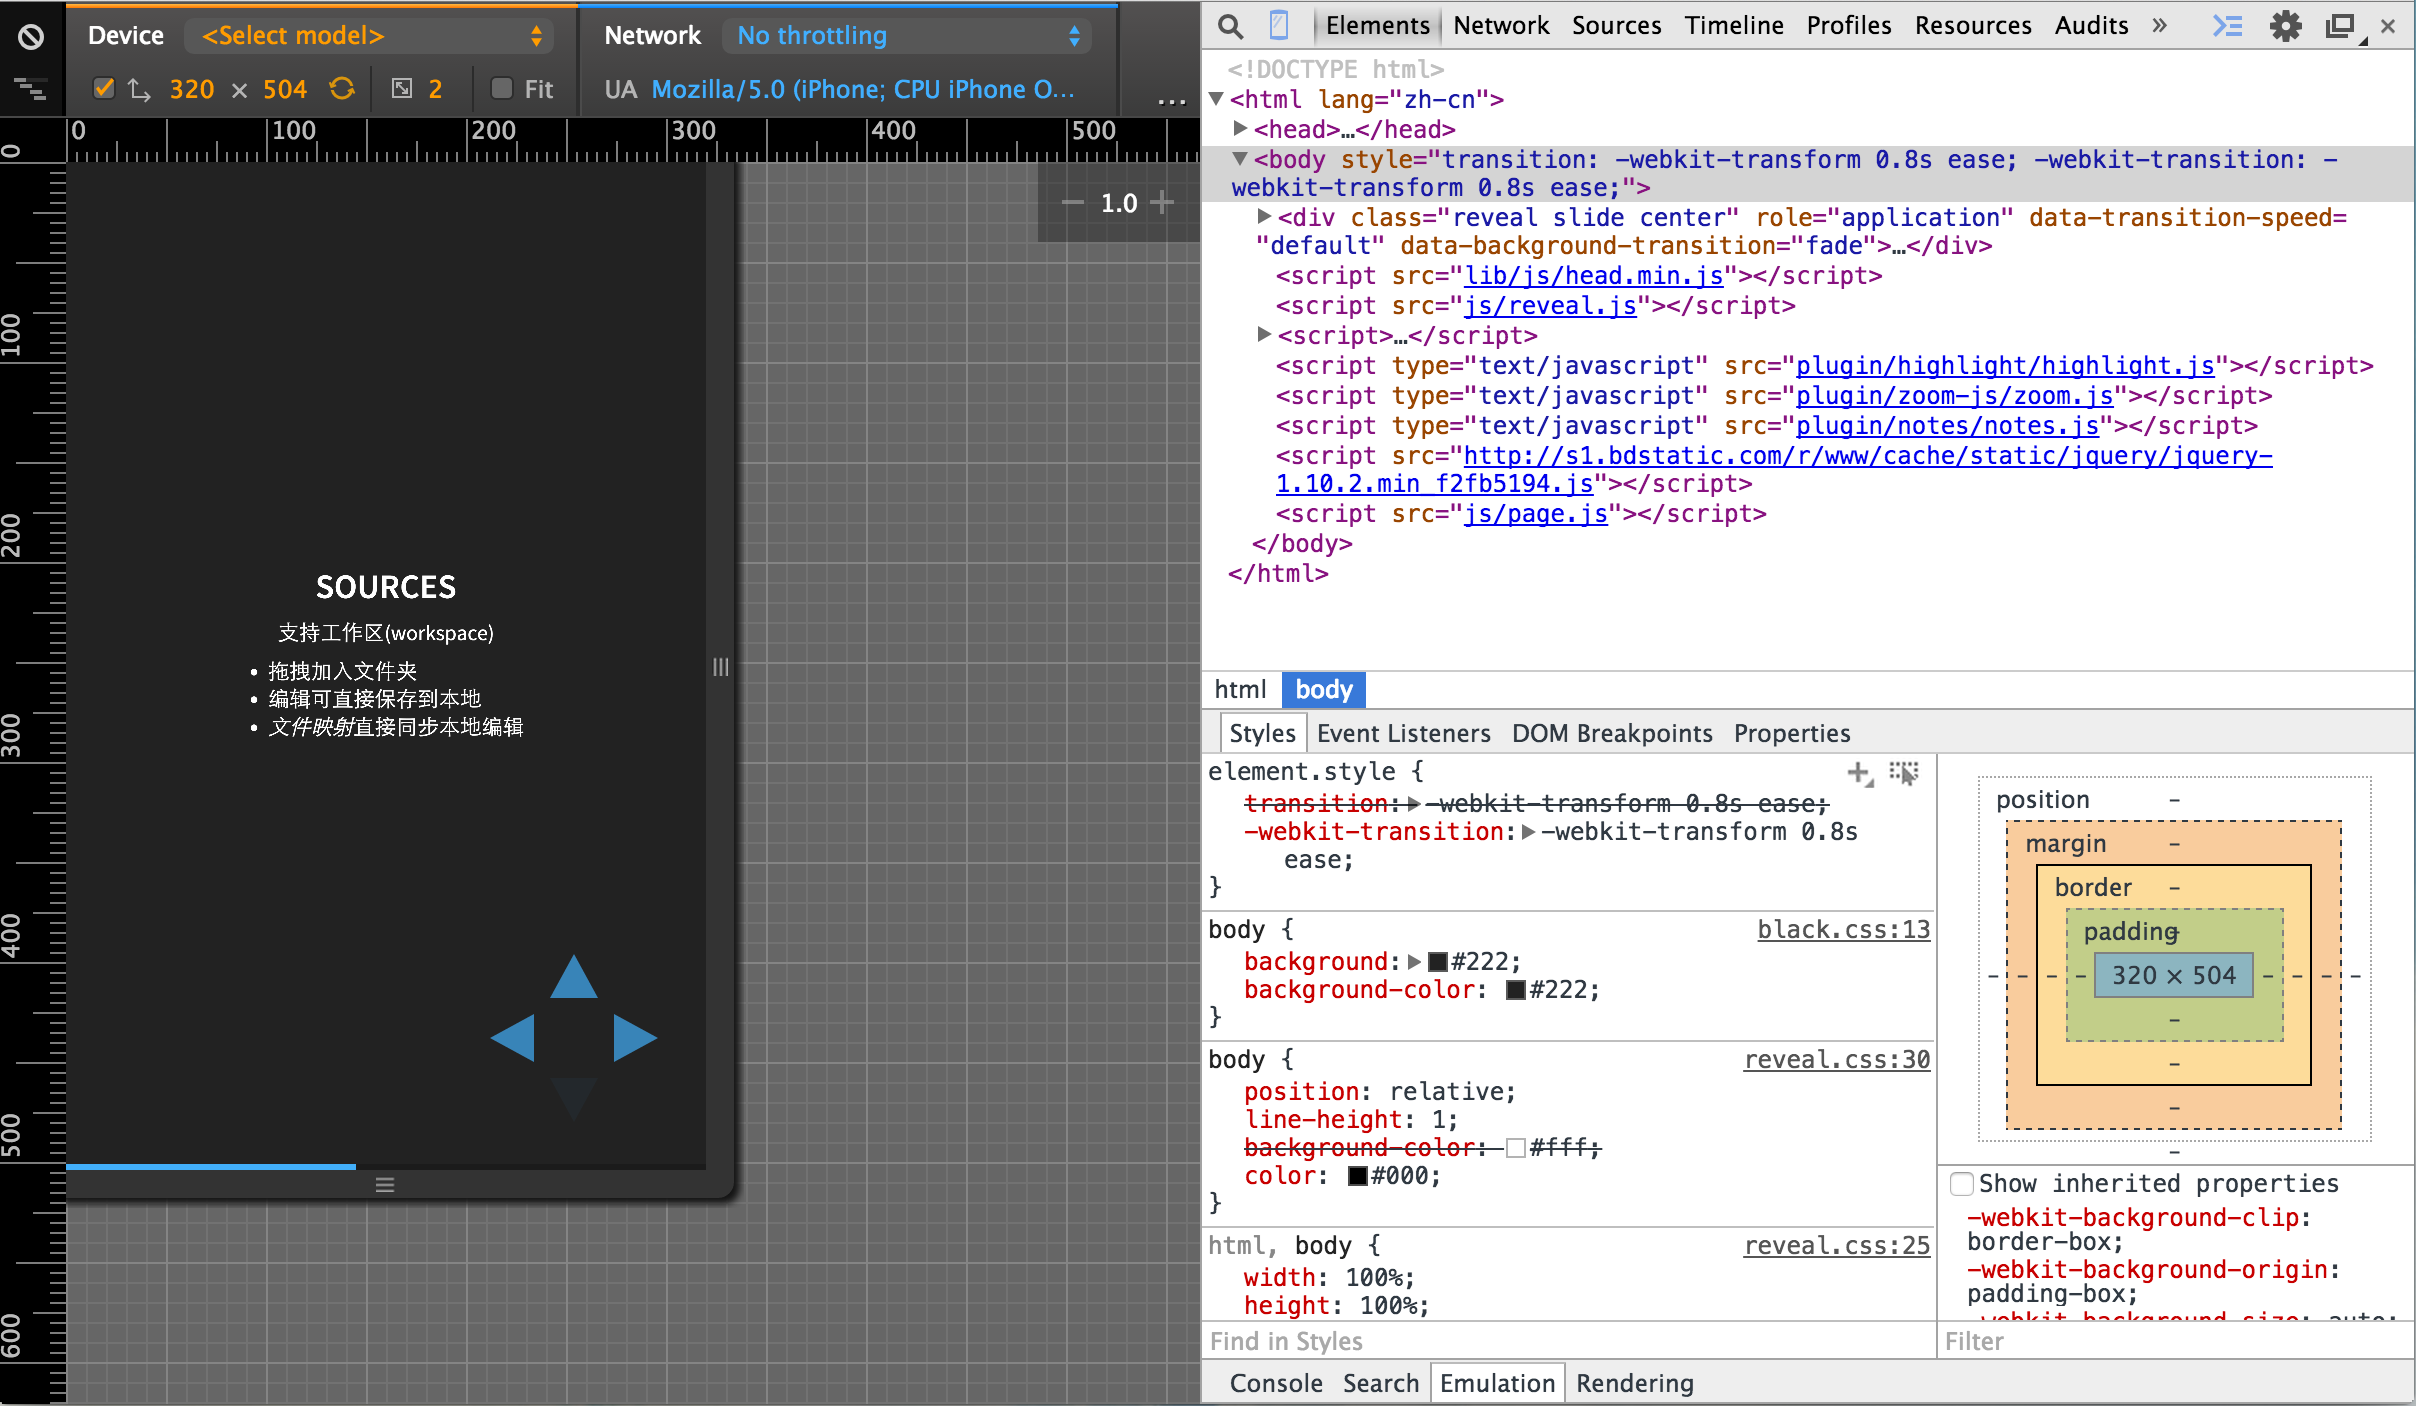 Device <Select model> Network No throttling
320 × 504 2 Fit UA Mozilla/5.0 (iPhone; CPU iPhone O...
...
0 100 200 300 400 500
0
100
200
300
400
500
600
1.0
SOURCES
支持工作区(workspace)
• 拖拽加入文件夹
• 编辑可直接保存到本地
• 文件映射直接同步本地编辑
Elements Network Sources Timeline Profiles Resources Audits »
<!DOCTYPE html>
<html lang="zh-cn">
<head>…</head>
<body style="transition: -webkit-transform 0.8s ease; -webkit-transition: -
webkit-transform 0.8s ease;">
<div class="reveal slide center" role="application" data-transition-speed=
"default" data-background-transition="fade">…</div>
<script src="lib/js/head.min.js"></script>
<script src="js/reveal.js"></script>
<script>…</script>
<script type="text/javascript" src="plugin/highlight/highlight.js"></script>
<script type="text/javascript" src="plugin/zoom-js/zoom.js"></script>
<script type="text/javascript" src="plugin/notes/notes.js"></script>
<script src="http://s1.bdstatic.com/r/www/cache/static/jquery/jquery-
1.10.2.min_f2fb5194.js"></script>
<script src="js/page.js"></script>
</body>
</html>
html body
Styles Event Listeners DOM Breakpoints Properties
element.style {
transition: -webkit-transform 0.8s ease;
-webkit-transition: -webkit-transform 0.8s
ease;
}
body { black.css:13
background: #222;
background-color: #222;
}
body { reveal.css:30
position: relative;
line-height: 1;
background-color: #fff;
color: #000;
}
html, body { reveal.css:25
width: 100%;
height: 100%;
Find in Styles
position -
margin -
border -
padding -
- - - - 320 × 504 - - - -
-
-
-
-
Show inherited properties
-webkit-background-clip:
border-box;
-webkit-background-origin:
padding-box;
-webkit-background-size: auto;
Filter
Console Search Emulation Rendering